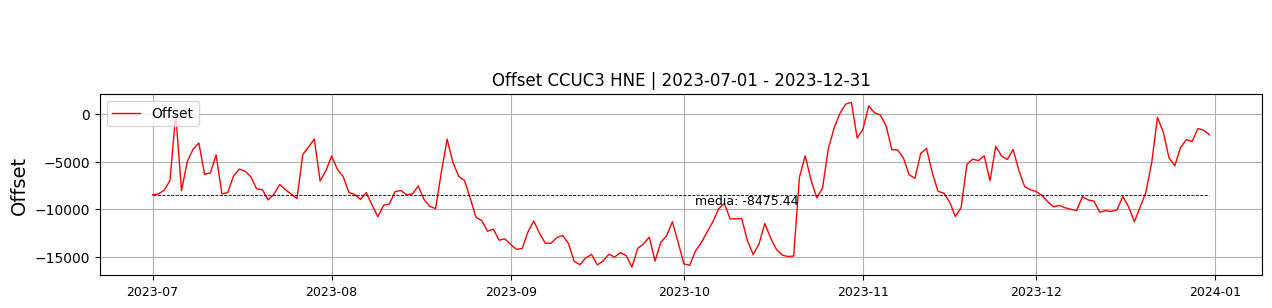 Offset CCUC3 HNE | 2023-07-01 - 2023-12-31
Offset
Offset
0
−5000
−10000
−15000
media: -8475.44
2023-07
2023-08
2023-09
2023-10
2023-11
2023-12
2024-01